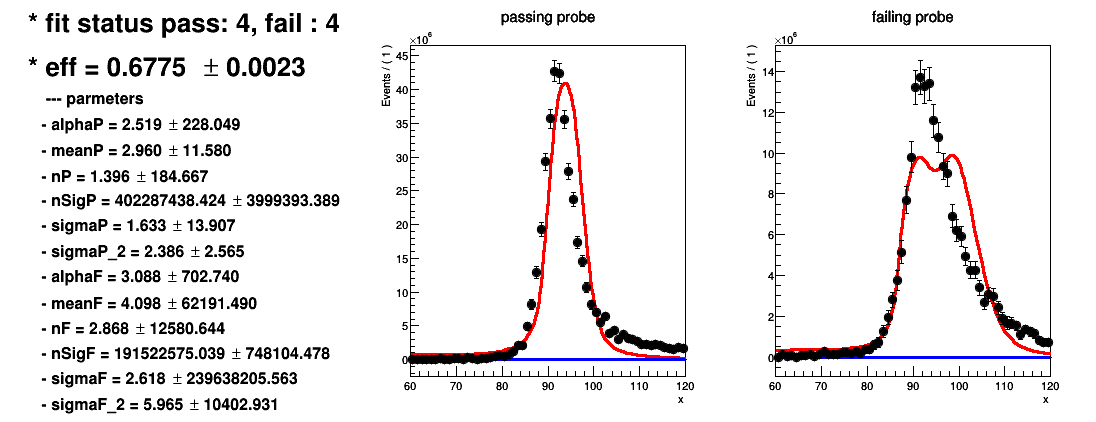 * fit status pass: 4, fail : 4
* eff = 0.6775 ± 0.0023
--- parmeters
- alphaP = 2.519 ± 228.049
- meanP = 2.960 ± 11.580
- nP = 1.396 ± 184.667
- nSigP = 402287438.424 ± 3999393.389
- sigmaP = 1.633 ± 13.907
- sigmaP_2 = 2.386 ± 2.565
- alphaF = 3.088 ± 702.740
- meanF = 4.098 ± 62191.490
- nF = 2.868 ± 12580.644
- nSigF = 191522575.039 ± 748104.478
- sigmaF = 2.618 ± 239638205.563
- sigmaF_2 = 5.965 ± 10402.931
passing probe
×10⁶
Events / ( 1 )
45
40
35
30
25
20
15
10
5
0
60 70 80 90 100 110 120
x
failing probe
×10⁶
Events / ( 1 )
14
12
10
8
6
4
2
0
60 70 80 90 100 110 120
x